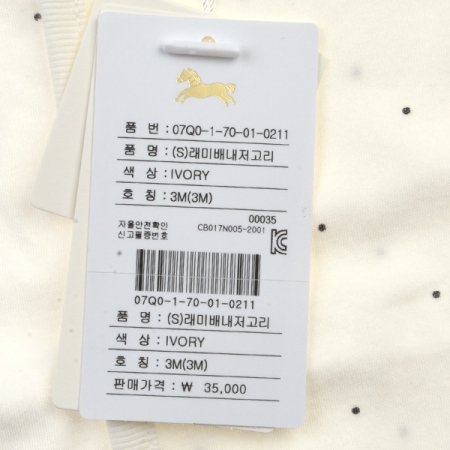 품 번 : 07Q0-1-70-01-0211
품 명 : (S)래미배내저고리
색 상 : IVORY
호 칭 : 3M(3M)
00035
자율안전확인
신고필증번호
CB017N005-2001
07Q0-1-70-01-0211
품 명 : (S)래미배내저고리
색 상 : IVORY
호 칭 : 3M(3M)
판매가격 : ₩ 35,000